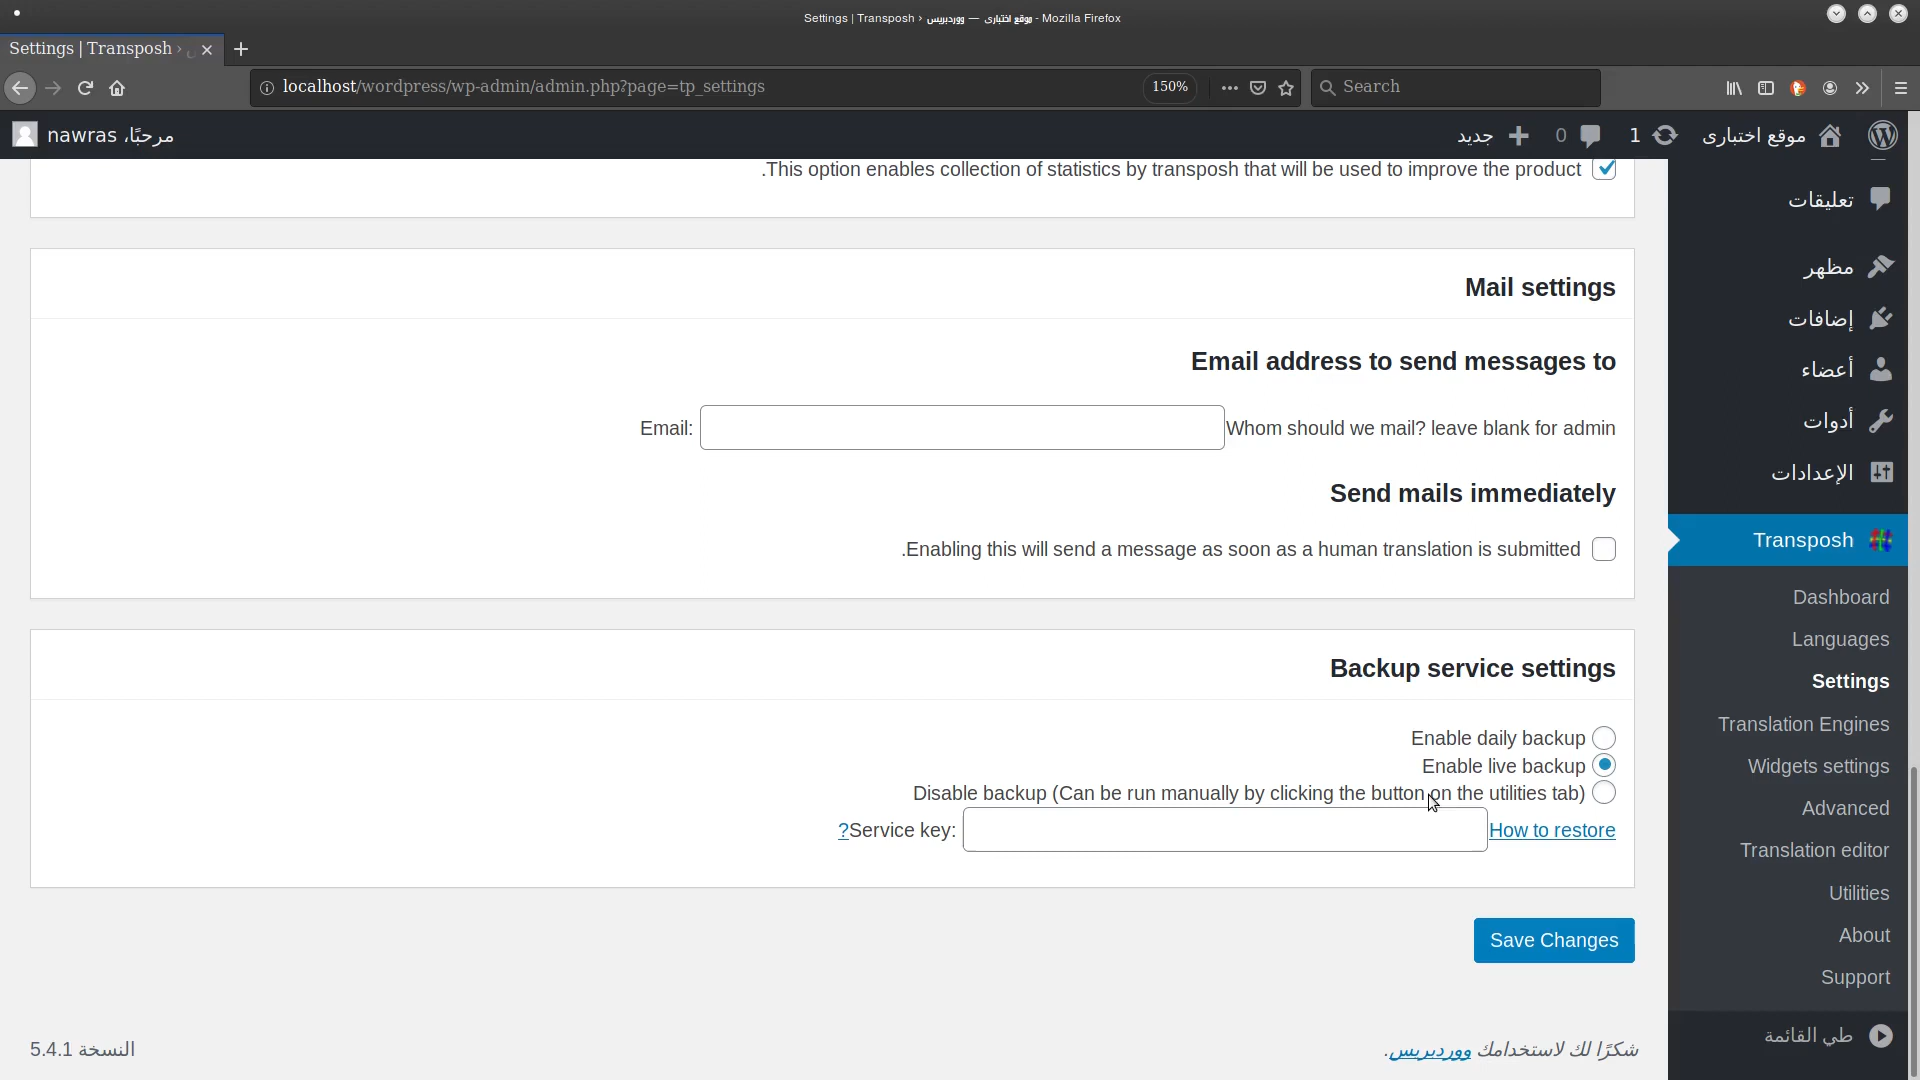 Settings | Transposh ‹ موقع اختباري — ووردبريس - Mozilla Firefox
Settings | Transposh ‹
localhost/wordpress/wp-admin/admin.php?page=tp_settings
150%
Search
موقع اختباري
1
0
جديد
مرحبًا، nawras
This option enables collection of statistics by transposh that will be used to improve the product.
Mail settings
Email address to send messages to
Email:
Whom should we mail? leave blank for admin
Send mails immediately
Enabling this will send a message as soon as a human translation is submitted.
Backup service settings
Enable daily backup
Enable live backup
Disable backup (Can be run manually by clicking the button on the utilities tab)
?Service key:
How to restore
Save Changes
شكرًا لك لاستخدامك ووردبريس.
النسخة 5.4.1
تعليقات
مظهر
إضافات
أعضاء
أدوات
الإعدادات
Transposh
Dashboard
Languages
Settings
Translation Engines
Widgets settings
Advanced
Translation editor
Utilities
About
Support
طي القائمة